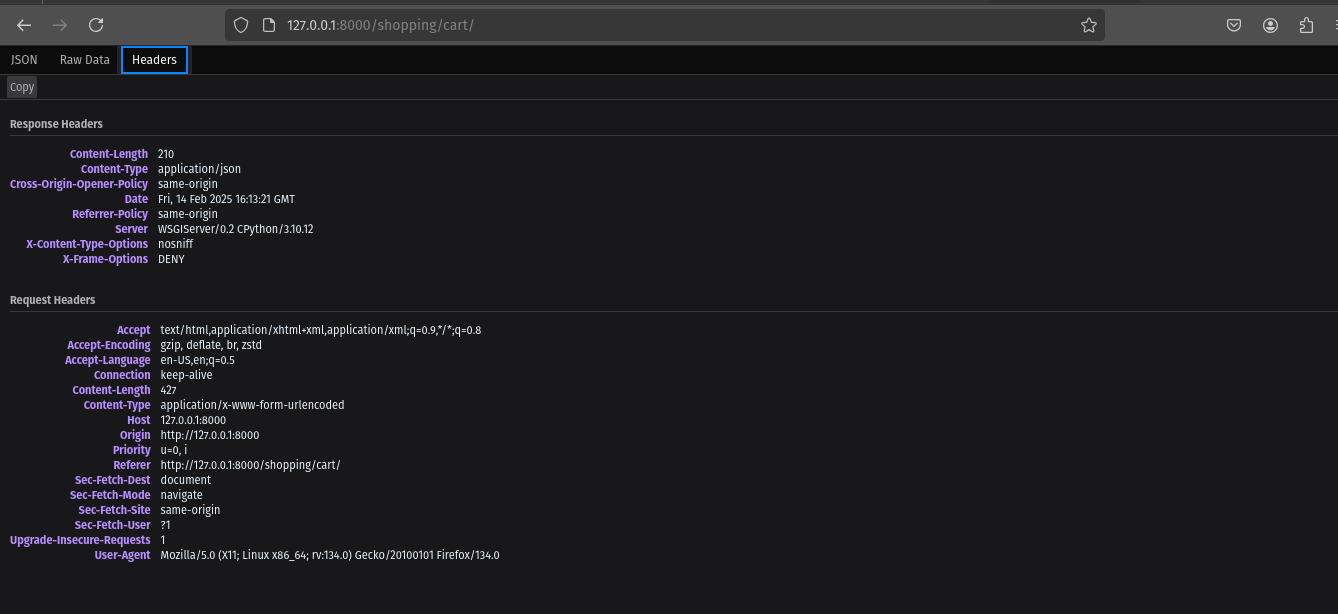 127.0.0.1:8000/shopping/cart/
JSON Raw Data Headers
Copy
Response Headers
Content-Length 210
Content-Type application/json
Cross-Origin-Opener-Policy same-origin
Date Fri, 14 Feb 2025 16:13:21 GMT
Referrer-Policy same-origin
Server WSGIServer/0.2 CPython/3.10.12
X-Content-Type-Options nosniff
X-Frame-Options DENY
Request Headers
Accept text/html,application/xhtml+xml,application/xml;q=0.9,*/*;q=0.8
Accept-Encoding gzip, deflate, br, zstd
Accept-Language en-US,en;q=0.5
Connection keep-alive
Content-Length 427
Content-Type application/x-www-form-urlencoded
Host 127.0.0.1:8000
Origin http://127.0.0.1:8000
Priority u=0, i
Referer http://127.0.0.1:8000/shopping/cart/
Sec-Fetch-Dest document
Sec-Fetch-Mode navigate
Sec-Fetch-Site same-origin
Sec-Fetch-User ?1
Upgrade-Insecure-Requests 1
User-Agent Mozilla/5.0 (X11; Linux x86_64; rv:134.0) Gecko/20100101 Firefox/134.0